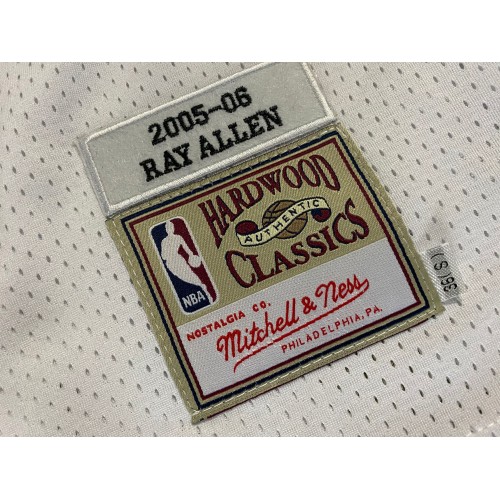 2005-06
RAY ALLEN
HARDWOOD
AUTHENTIC
CLASSICS
NBA
NOSTALGIA CO.
Mitchell & Ness
PHILADELPHIA, PA.
36(S)